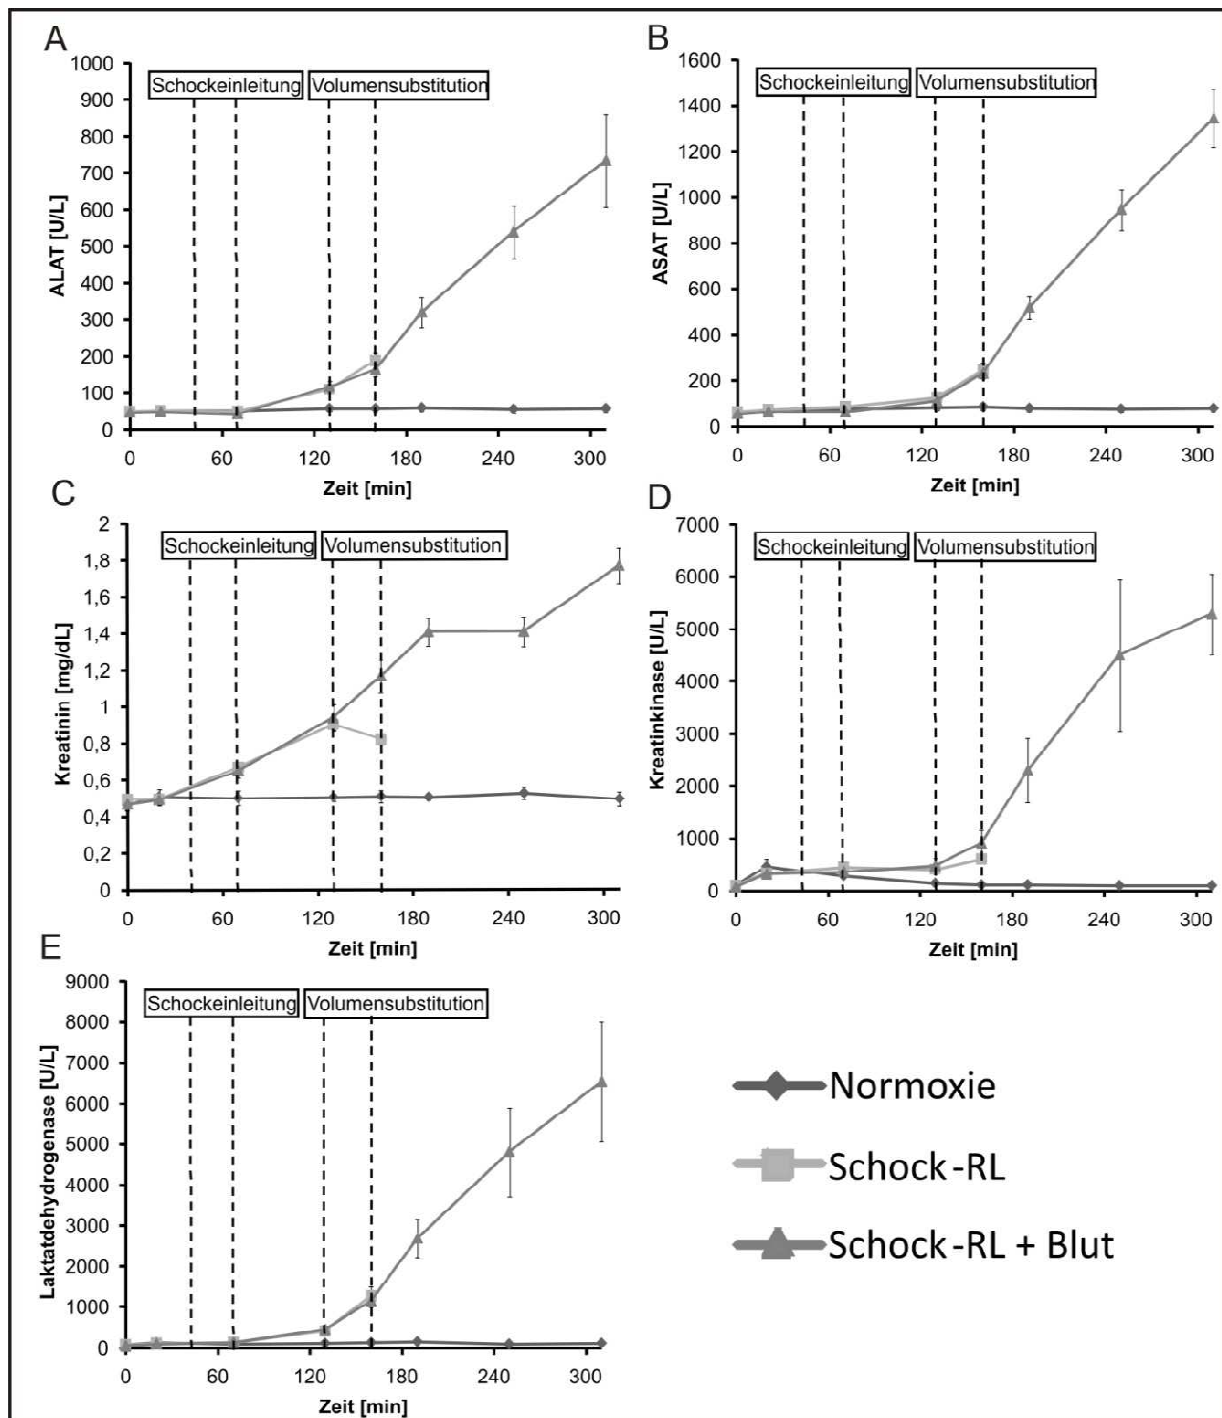 A
Schockeinleitung
Volumensubstitution
ALAT [U/L]
1000
900
800
700
600
500
400
300
200
100
0
0 60 120 180 240 300
Zeit [min]
B
Schockeinleitung
Volumensubstitution
ASAT [U/L]
1600
1400
1200
1000
800
600
400
200
0
0 60 120 180 240 300
Zeit [min]
C
Schockeinleitung
Volumensubstitution
Kreatinin [mg/dL]
2
1,8
1,6
1,4
1,2
1
0,8
0,6
0,4
0,2
0
0 60 120 180 240 300
Zeit [min]
D
Schockeinleitung
Volumensubstitution
Kreatinkinase [U/L]
7000
6000
5000
4000
3000
2000
1000
0
0 60 120 180 240 300
Zeit [min]
E
Schockeinleitung
Volumensubstitution
Laktatdehydrogenase [U/L]
9000
8000
7000
6000
5000
4000
3000
2000
1000
0
0 60 120 180 240 300
Zeit [min]
Normoxie
Schock-RL
Schock-RL + Blut